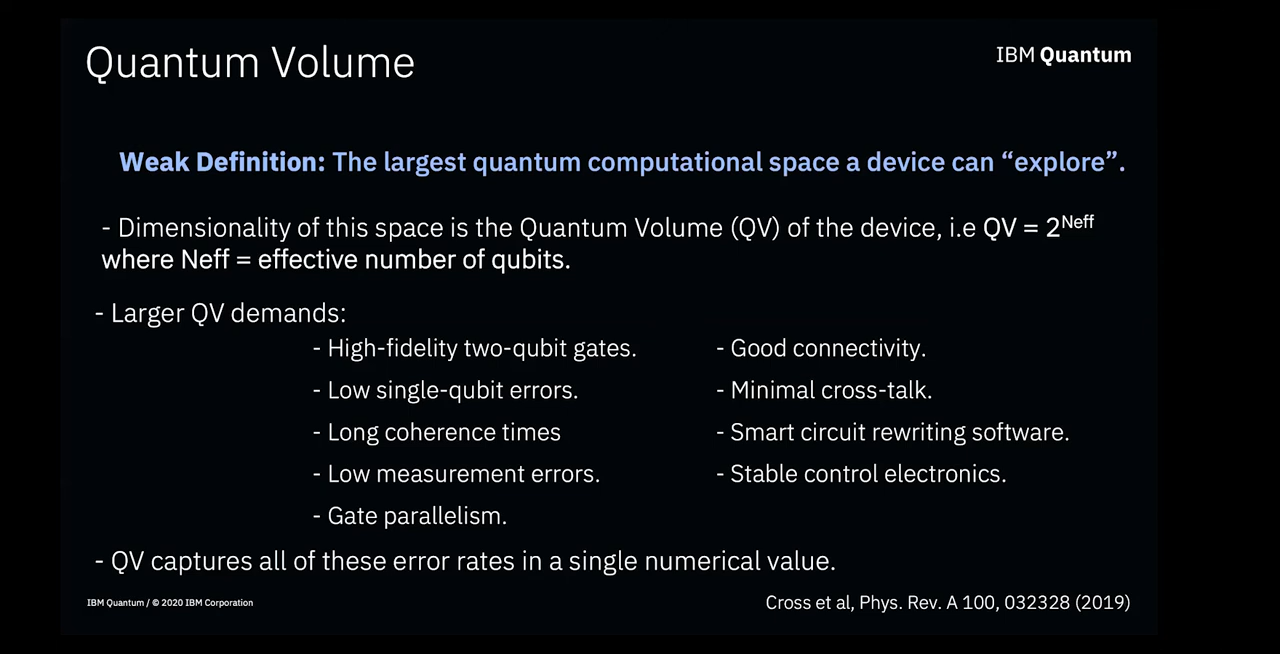 Quantum Volume
IBM Quantum
Weak Definition: The largest quantum computational space a device can “explore”.
- Dimensionality of this space is the Quantum Volume (QV) of the device, i.e QV = 2^Neff
where Neff = effective number of qubits.
- Larger QV demands:
- High-fidelity two-qubit gates.
- Low single-qubit errors.
- Long coherence times
- Low measurement errors.
- Gate parallelism.
- Good connectivity.
- Minimal cross-talk.
- Smart circuit rewriting software.
- Stable control electronics.
- QV captures all of these error rates in a single numerical value.
IBM Quantum / © 2020 IBM Corporation
Cross et al, Phys. Rev. A 100, 032328 (2019)